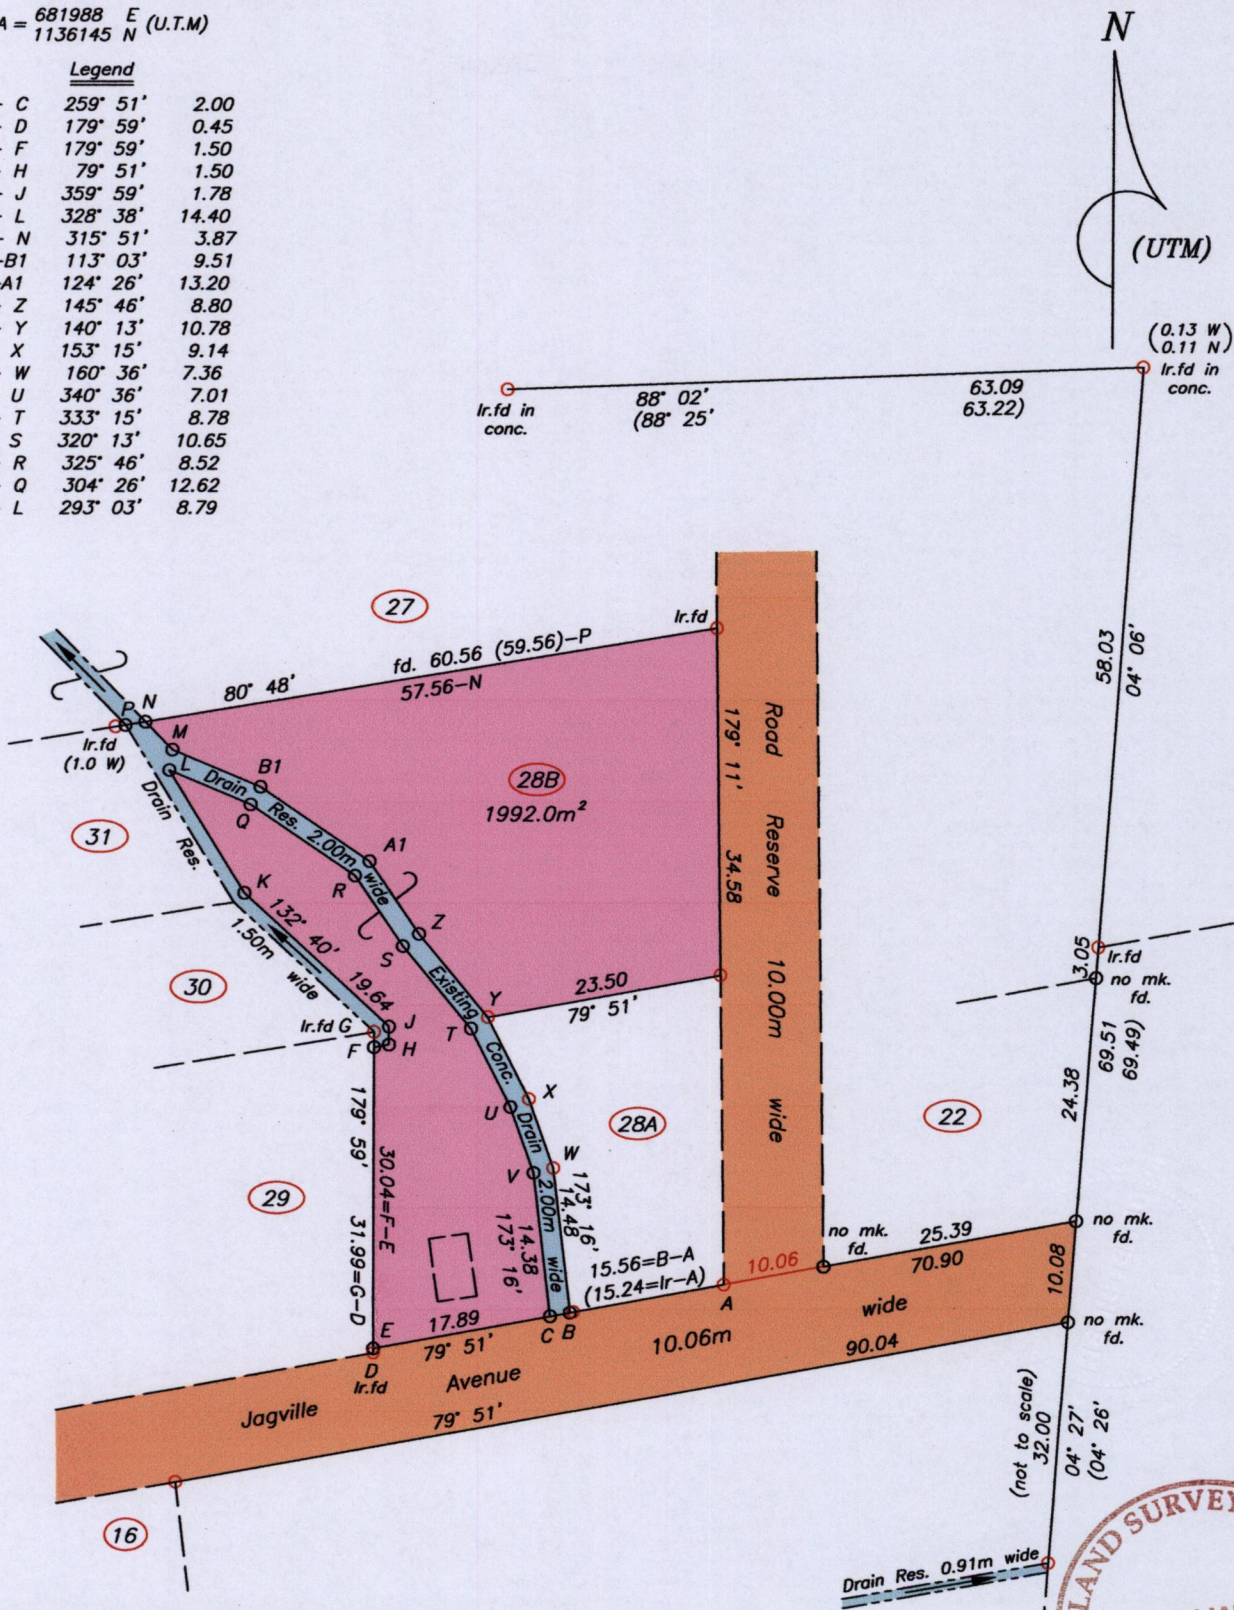 A = 681988 E (U.T.M)
1136145 N
Legend
- C 259° 51' 2.00
- D 179° 59' 0.45
- F 179° 59' 1.50
- H 79° 51' 1.50
- J 359° 59' 1.78
- L 328° 38' 14.40
- N 315° 51' 3.87
-B1 113° 03' 9.51
-A1 124° 26' 13.20
- Z 145° 46' 8.80
- Y 140° 13' 10.78
X 153° 15' 9.14
- W 160° 36' 7.36
U 340° 36' 7.01
- T 333° 15' 8.78
S 320° 13' 10.65
R 325° 46' 8.52
Q 304° 26' 12.62
L 293° 03' 8.79
N
(UTM)
(0.13 W)
(0.11 N)
Ir.fd in
conc.
Ir.fd in
conc.
88° 02'
(88° 25'
63.09
63.22)
58.03
04° 06'
27
Ir.fd
fd. 60.56 (59.56)-P
57.56-N
80° 48'
P
N
M
L
Ir.fd
(1.0 W)
Drain Res.
B1
Q
Drain Res. 2.00m wide
28B
1992.0m²
179° 11' 34.58
Road Reserve 10.00m wide
31
A1
R
K
132° 40'
19.64
1.50m wide
Z
S
Existing Conc. Drain 2.00m wide
30
23.50
79° 51'
Y
T
Ir.fd G
J
F
H
3.05
Ir.fd
no mk.
fd.
69.51
69.49)
24.38
X
U
28A
22
W
V
179° 59'
30.04=F-E
31.99=G-D
29
173° 16'
14.48
14.38
173° 16'
15.56=B-A
(15.24=Ir-A)
10.06
no mk.
fd.
25.39
70.90
no mk.
fd.
10.08
no mk.
fd.
E
17.89
79° 51'
C
B
A
D
Ir.fd
10.06m
wide
90.04
Jagville
Avenue
79° 51'
(not to scale)
32.00
04° 27'
(04° 26'
16
Drain Res. 0.91m wide
LAND SURVEY